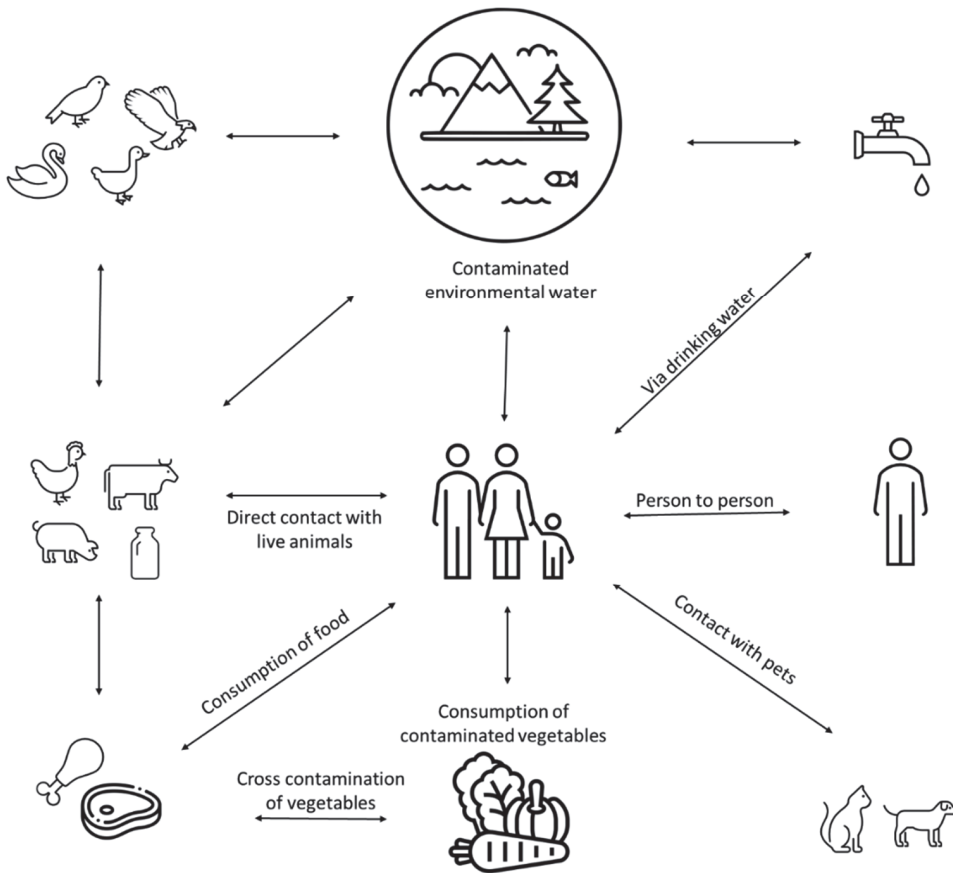 Contaminated
environmental water
Via drinking water
Direct contact with
live animals
Person to person
Consumption of food
Contact with pets
Consumption of
contaminated vegetables
Cross contamination
of vegetables